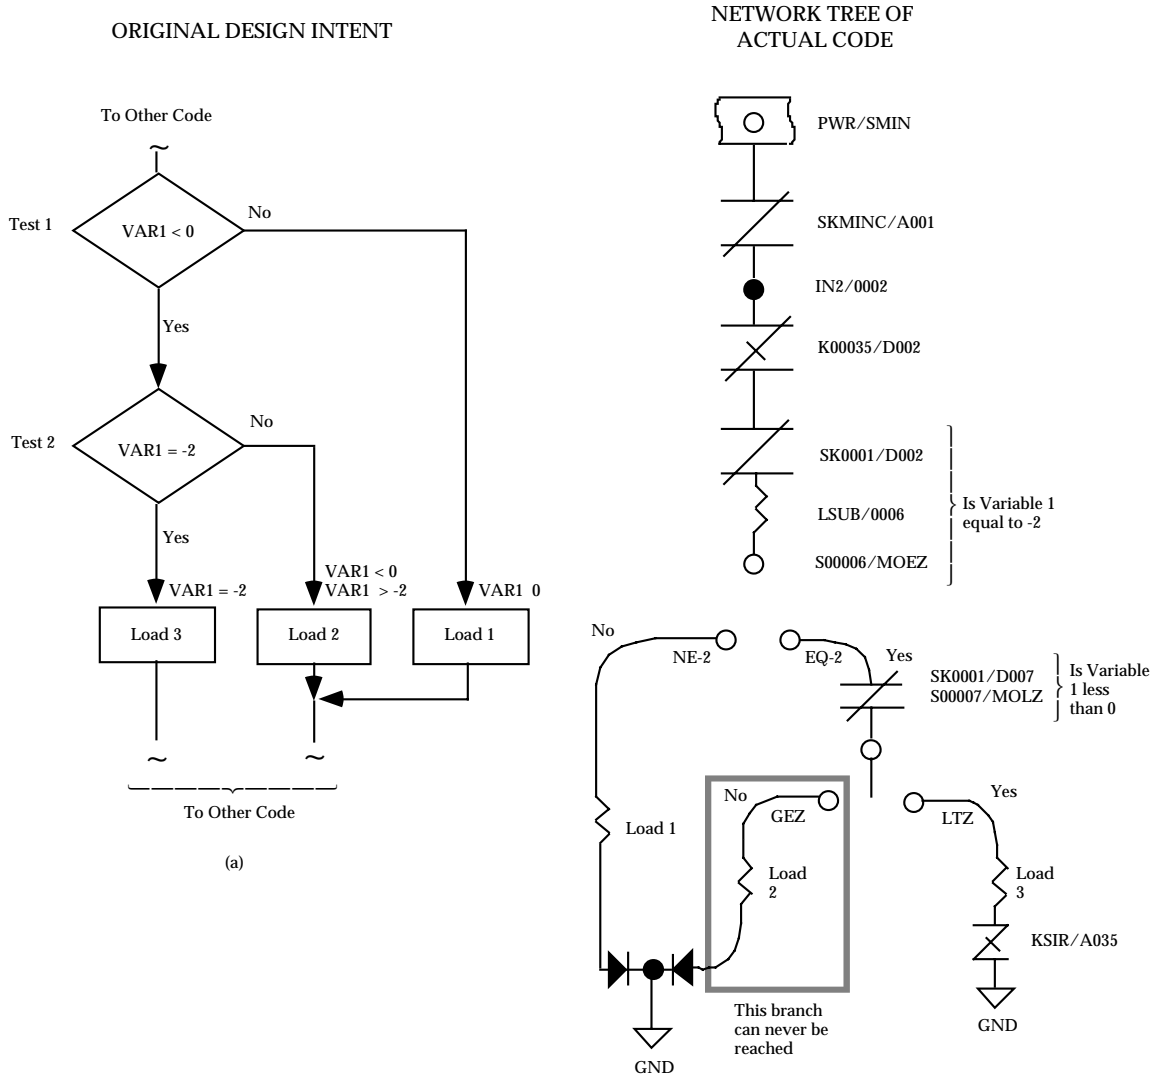 ORIGINAL DESIGN INTENT
To Other Code
~
Test 1
VAR1 < 0
No
Yes
Test 2
VAR1 = -2
No
Yes
VAR1 = -2
VAR1 < 0
VAR1 > -2
VAR1 0
Load 3
Load 2
Load 1
~
~
To Other Code
(a)
NETWORK TREE OF
ACTUAL CODE
PWR/SMIN
SKMINC/A001
IN2/0002
K00035/D002
SK0001/D002
LSUB/0006
S00006/MOEZ
Is Variable 1
equal to -2
No
NE-2
EQ-2
Yes
SK0001/D007
S00007/MOLZ
Is Variable
1 less
than 0
No
GEZ
LTZ
Yes
Load 1
Load
2
Load
3
KSIR/A035
GND
This branch
can never be
reached
GND